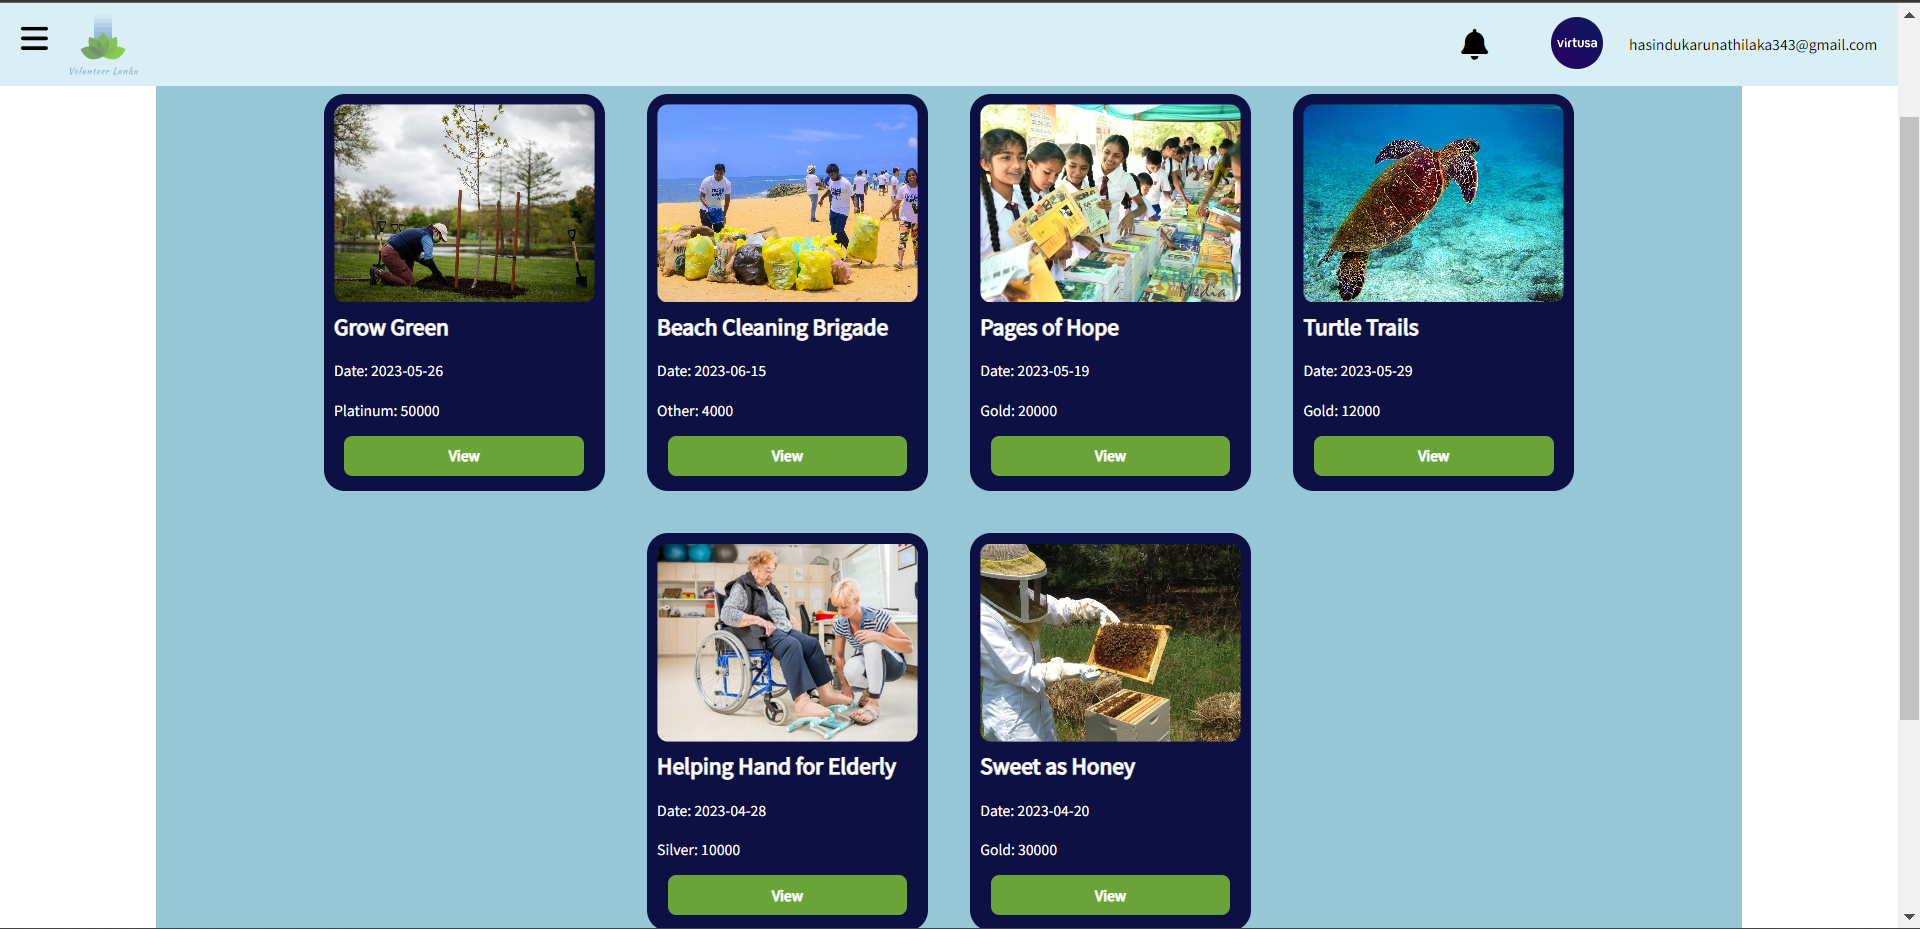 Volunteer Lanka
virtusa
hasindukarunathilaka343@gmail.com
Grow Green
Date: 2023-05-26
Platinum: 50000
View
Beach Cleaning Brigade
Date: 2023-06-15
Other: 4000
View
Pages of Hope
Date: 2023-05-19
Gold: 20000
View
Media
Turtle Trails
Date: 2023-05-29
Gold: 12000
View
Helping Hand for Elderly
Date: 2023-04-28
Silver: 10000
View
Sweet as Honey
Date: 2023-04-20
Gold: 30000
View